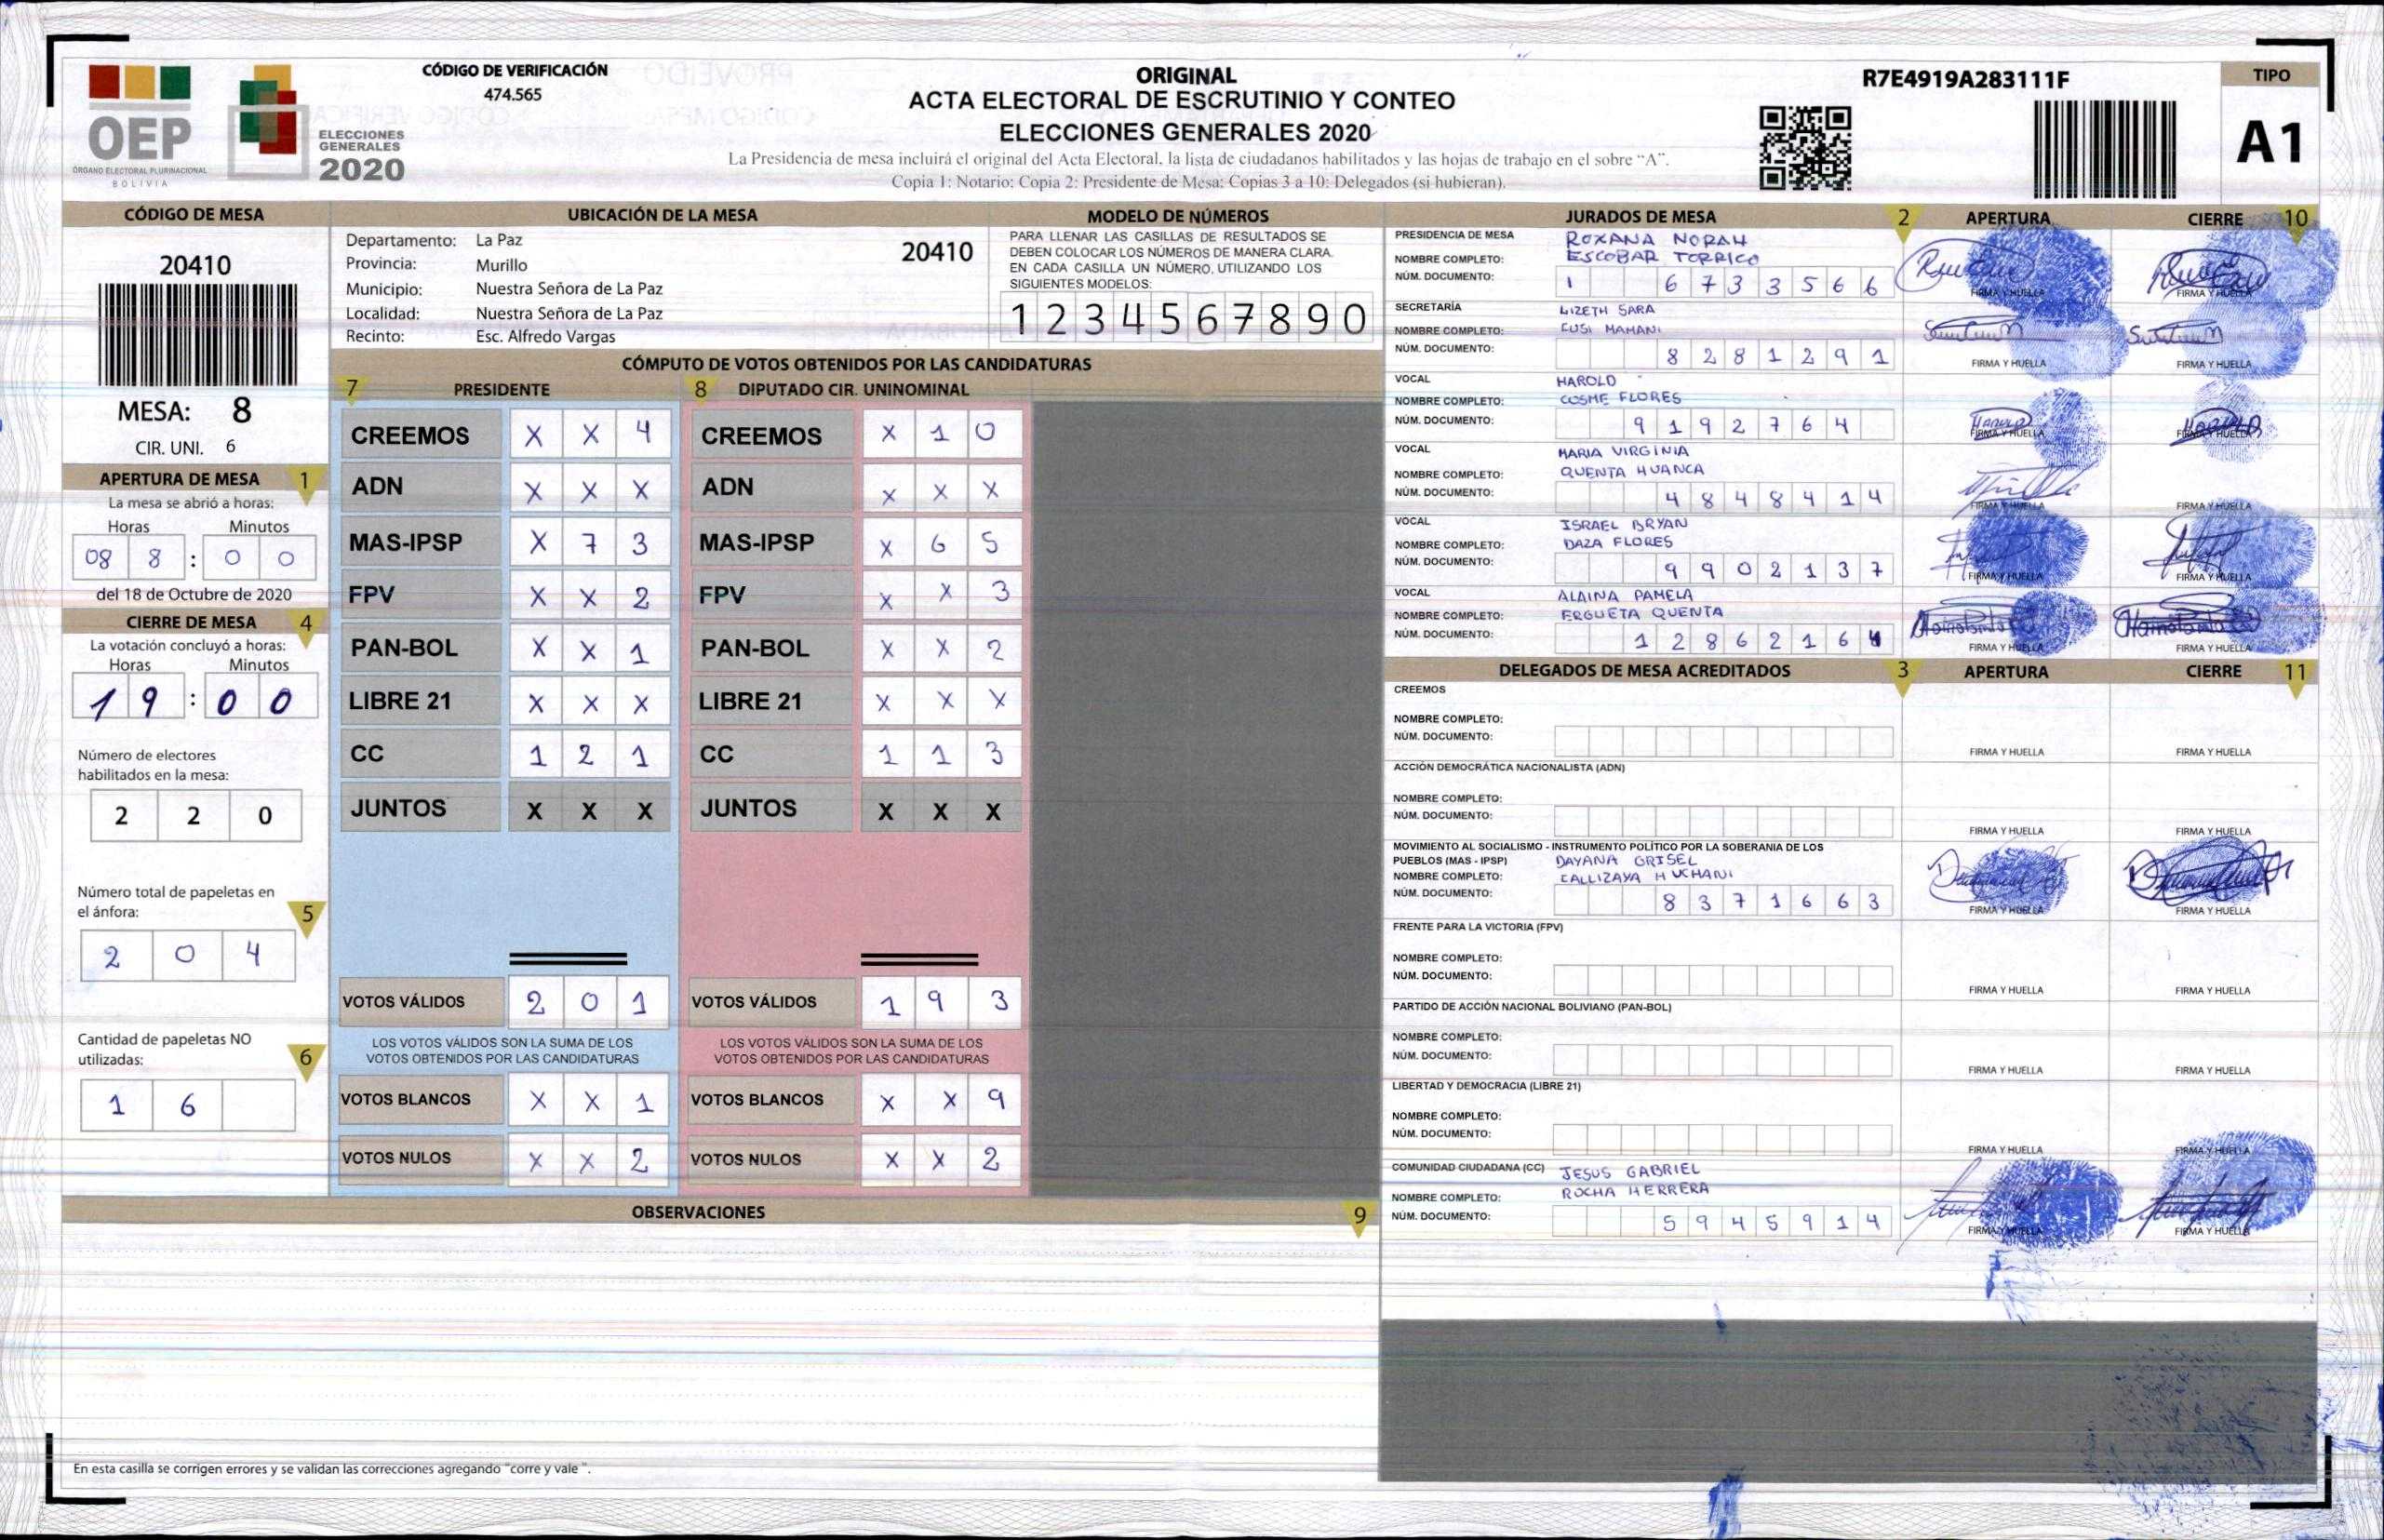 CÓDIGO DE VERIFICACIÓN
474.565
OEP
ÓRGANO ELECTORAL PLURINACIONAL
BOLIVIA
ELECCIONES
GENERALES
2020
ORIGINAL
ACTA ELECTORAL DE ESCRUTINIO Y CONTEO
ELECCIONES GENERALES 2020
La Presidencia de mesa incluirá el original del Acta Electoral, la lista de ciudadanos habilitados y las hojas de trabajo en el sobre "A".
Copia 1: Notario; Copia 2: Presidente de Mesa; Copias 3 a 10: Delegados (si hubieran).
R7E4919A283111F
TIPO
A1
CÓDIGO DE MESA
20410
MESA: 8
CIR. UNI. 6
APERTURA DE MESA 1
La mesa se abrió a horas:
Horas Minutos
08 8 : 0 0
del 18 de Octubre de 2020
CIERRE DE MESA 4
La votación concluyó a horas:
Horas Minutos
1 9 : 0 0
Número de electores
habilitados en la mesa:
2 2 0
Número total de papeletas en
el ánfora: 5
2 0 4
Cantidad de papeletas NO
utilizadas: 6
1 6
UBICACIÓN DE LA MESA
Departamento: La Paz
20410
Provincia: Murillo
Municipio: Nuestra Señora de La Paz
Localidad: Nuestra Señora de La Paz
Recinto: Esc. Alfredo Vargas
MODELO DE NÚMEROS
PARA LLENAR LAS CASILLAS DE RESULTADOS SE
DEBEN COLOCAR LOS NÚMEROS DE MANERA CLARA.
EN CADA CASILLA UN NÚMERO, UTILIZANDO LOS
SIGUIENTES MODELOS:
1 2 3 4 5 6 7 8 9 0
CÓMPUTO DE VOTOS OBTENIDOS POR LAS CANDIDATURAS
7 PRESIDENTE 8 DIPUTADO CIR. UNINOMINAL
CREEMOS X X 4 CREEMOS X 1 0
ADN X X X ADN X X X
MAS-IPSP X 7 3 MAS-IPSP X 6 5
FPV X X 2 FPV X X 3
PAN-BOL X X 1 PAN-BOL X X 2
LIBRE 21 X X X LIBRE 21 X X X
CC 1 2 1 CC 1 1 3
JUNTOS X X X JUNTOS X X X
VOTOS VÁLIDOS 2 0 1 VOTOS VÁLIDOS 1 9 3
LOS VOTOS VÁLIDOS SON LA SUMA DE LOS LOS VOTOS VÁLIDOS SON LA SUMA DE LOS
VOTOS OBTENIDOS POR LAS CANDIDATURAS VOTOS OBTENIDOS POR LAS CANDIDATURAS
VOTOS BLANCOS X X 1 VOTOS BLANCOS X X 9
VOTOS NULOS X X 2 VOTOS NULOS X X 2
OBSERVACIONES 9
En esta casilla se corrigen errores y se validan las correcciones agregando "corre y vale ".
JURADOS DE MESA 2 APERTURA CIERRE 10
PRESIDENCIA DE MESA ROXANA NORAH
NOMBRE COMPLETO: ESCOBAR TORRICO
NÚM. DOCUMENTO: 1 6 7 3 3 5 6 6
FIRMA Y HUELLA FIRMA Y HUELLA
SECRETARÍA LIZETH SARA
NOMBRE COMPLETO: CUSI MAMANI
NÚM. DOCUMENTO: 8 2 8 1 2 9 1
FIRMA Y HUELLA FIRMA Y HUELLA
VOCAL HAROLD
NOMBRE COMPLETO: COSME FLORES
NÚM. DOCUMENTO: 9 1 9 2 7 6 4
FIRMA Y HUELLA FIRMA Y HUELLA
VOCAL MARIA VIRGINIA
NOMBRE COMPLETO: QUENTA HUANCA
NÚM. DOCUMENTO: 4 8 4 8 4 1 4
FIRMA Y HUELLA FIRMA Y HUELLA
VOCAL ISRAEL BRYAN
NOMBRE COMPLETO: DAZA FLORES
NÚM. DOCUMENTO: 9 9 0 2 1 3 7
FIRMA Y HUELLA FIRMA Y HUELLA
VOCAL ALAINA PAMELA
NOMBRE COMPLETO: ERGUETA QUENTA
NÚM. DOCUMENTO: 1 2 8 6 2 1 6 4
FIRMA Y HUELLA FIRMA Y HUELLA
DELEGADOS DE MESA ACREDITADOS 3 APERTURA CIERRE 11
CREEMOS
NOMBRE COMPLETO:
NÚM. DOCUMENTO:
FIRMA Y HUELLA FIRMA Y HUELLA
ACCIÓN DEMOCRÁTICA NACIONALISTA (ADN)
NOMBRE COMPLETO:
NÚM. DOCUMENTO:
FIRMA Y HUELLA FIRMA Y HUELLA
MOVIMIENTO AL SOCIALISMO - INSTRUMENTO POLÍTICO POR LA SOBERANIA DE LOS
PUEBLOS (MAS - IPSP) DAYANA GRISEL
NOMBRE COMPLETO: CALLIZAYA HUCHANI
NÚM. DOCUMENTO: 8 3 7 1 6 6 3
FIRMA Y HUELLA FIRMA Y HUELLA
FRENTE PARA LA VICTORIA (FPV)
NOMBRE COMPLETO:
NÚM. DOCUMENTO:
FIRMA Y HUELLA FIRMA Y HUELLA
PARTIDO DE ACCIÓN NACIONAL BOLIVIANO (PAN-BOL)
NOMBRE COMPLETO:
NÚM. DOCUMENTO:
FIRMA Y HUELLA FIRMA Y HUELLA
LIBERTAD Y DEMOCRACIA (LIBRE 21)
NOMBRE COMPLETO:
NÚM. DOCUMENTO:
FIRMA Y HUELLA FIRMA Y HUELLA
COMUNIDAD CIUDADANA (CC) JESUS GABRIEL
NOMBRE COMPLETO: ROCHA HERRERA
NÚM. DOCUMENTO: 5 9 4 5 9 1 4
FIRMA Y HUELLA FIRMA Y HUELLA